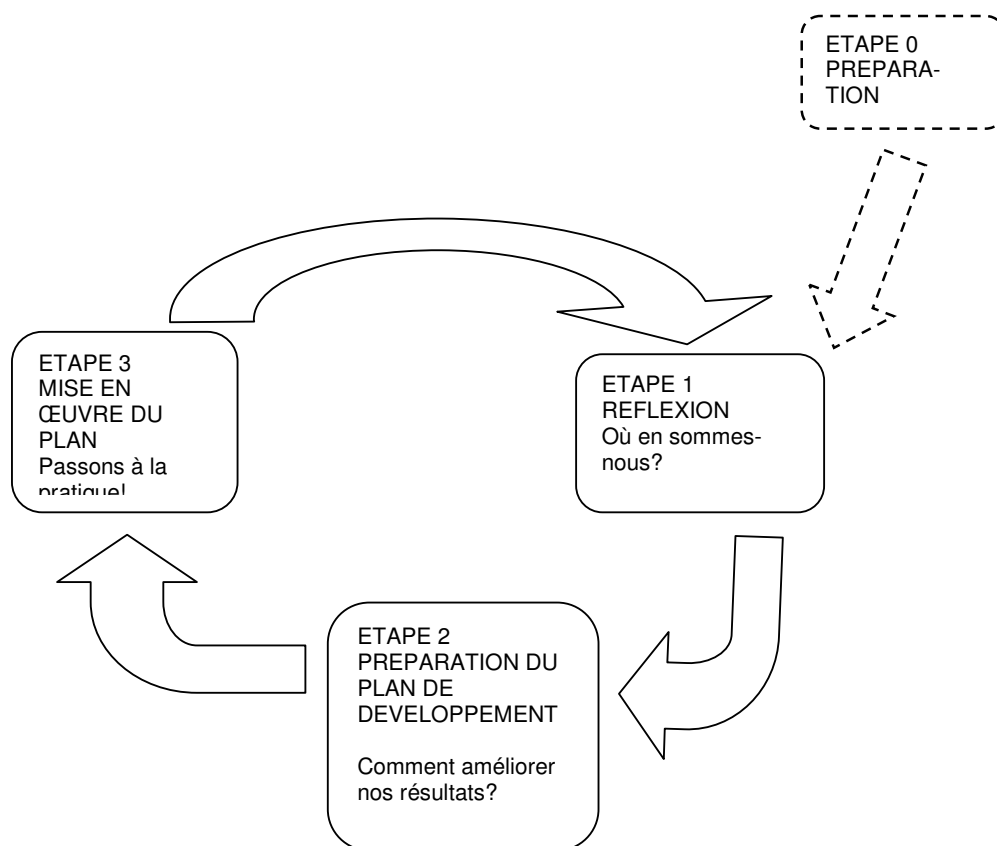 ETAPE 0
PREPARA-
TION
ETAPE 1
REFLEXION
Où en sommes-
nous?
ETAPE 2
PREPARATION DU
PLAN DE
DEVELOPPEMENT
Comment améliorer
nos résultats?
ETAPE 3
MISE EN
ŒUVRE DU
PLAN
Passons à la
pratique!